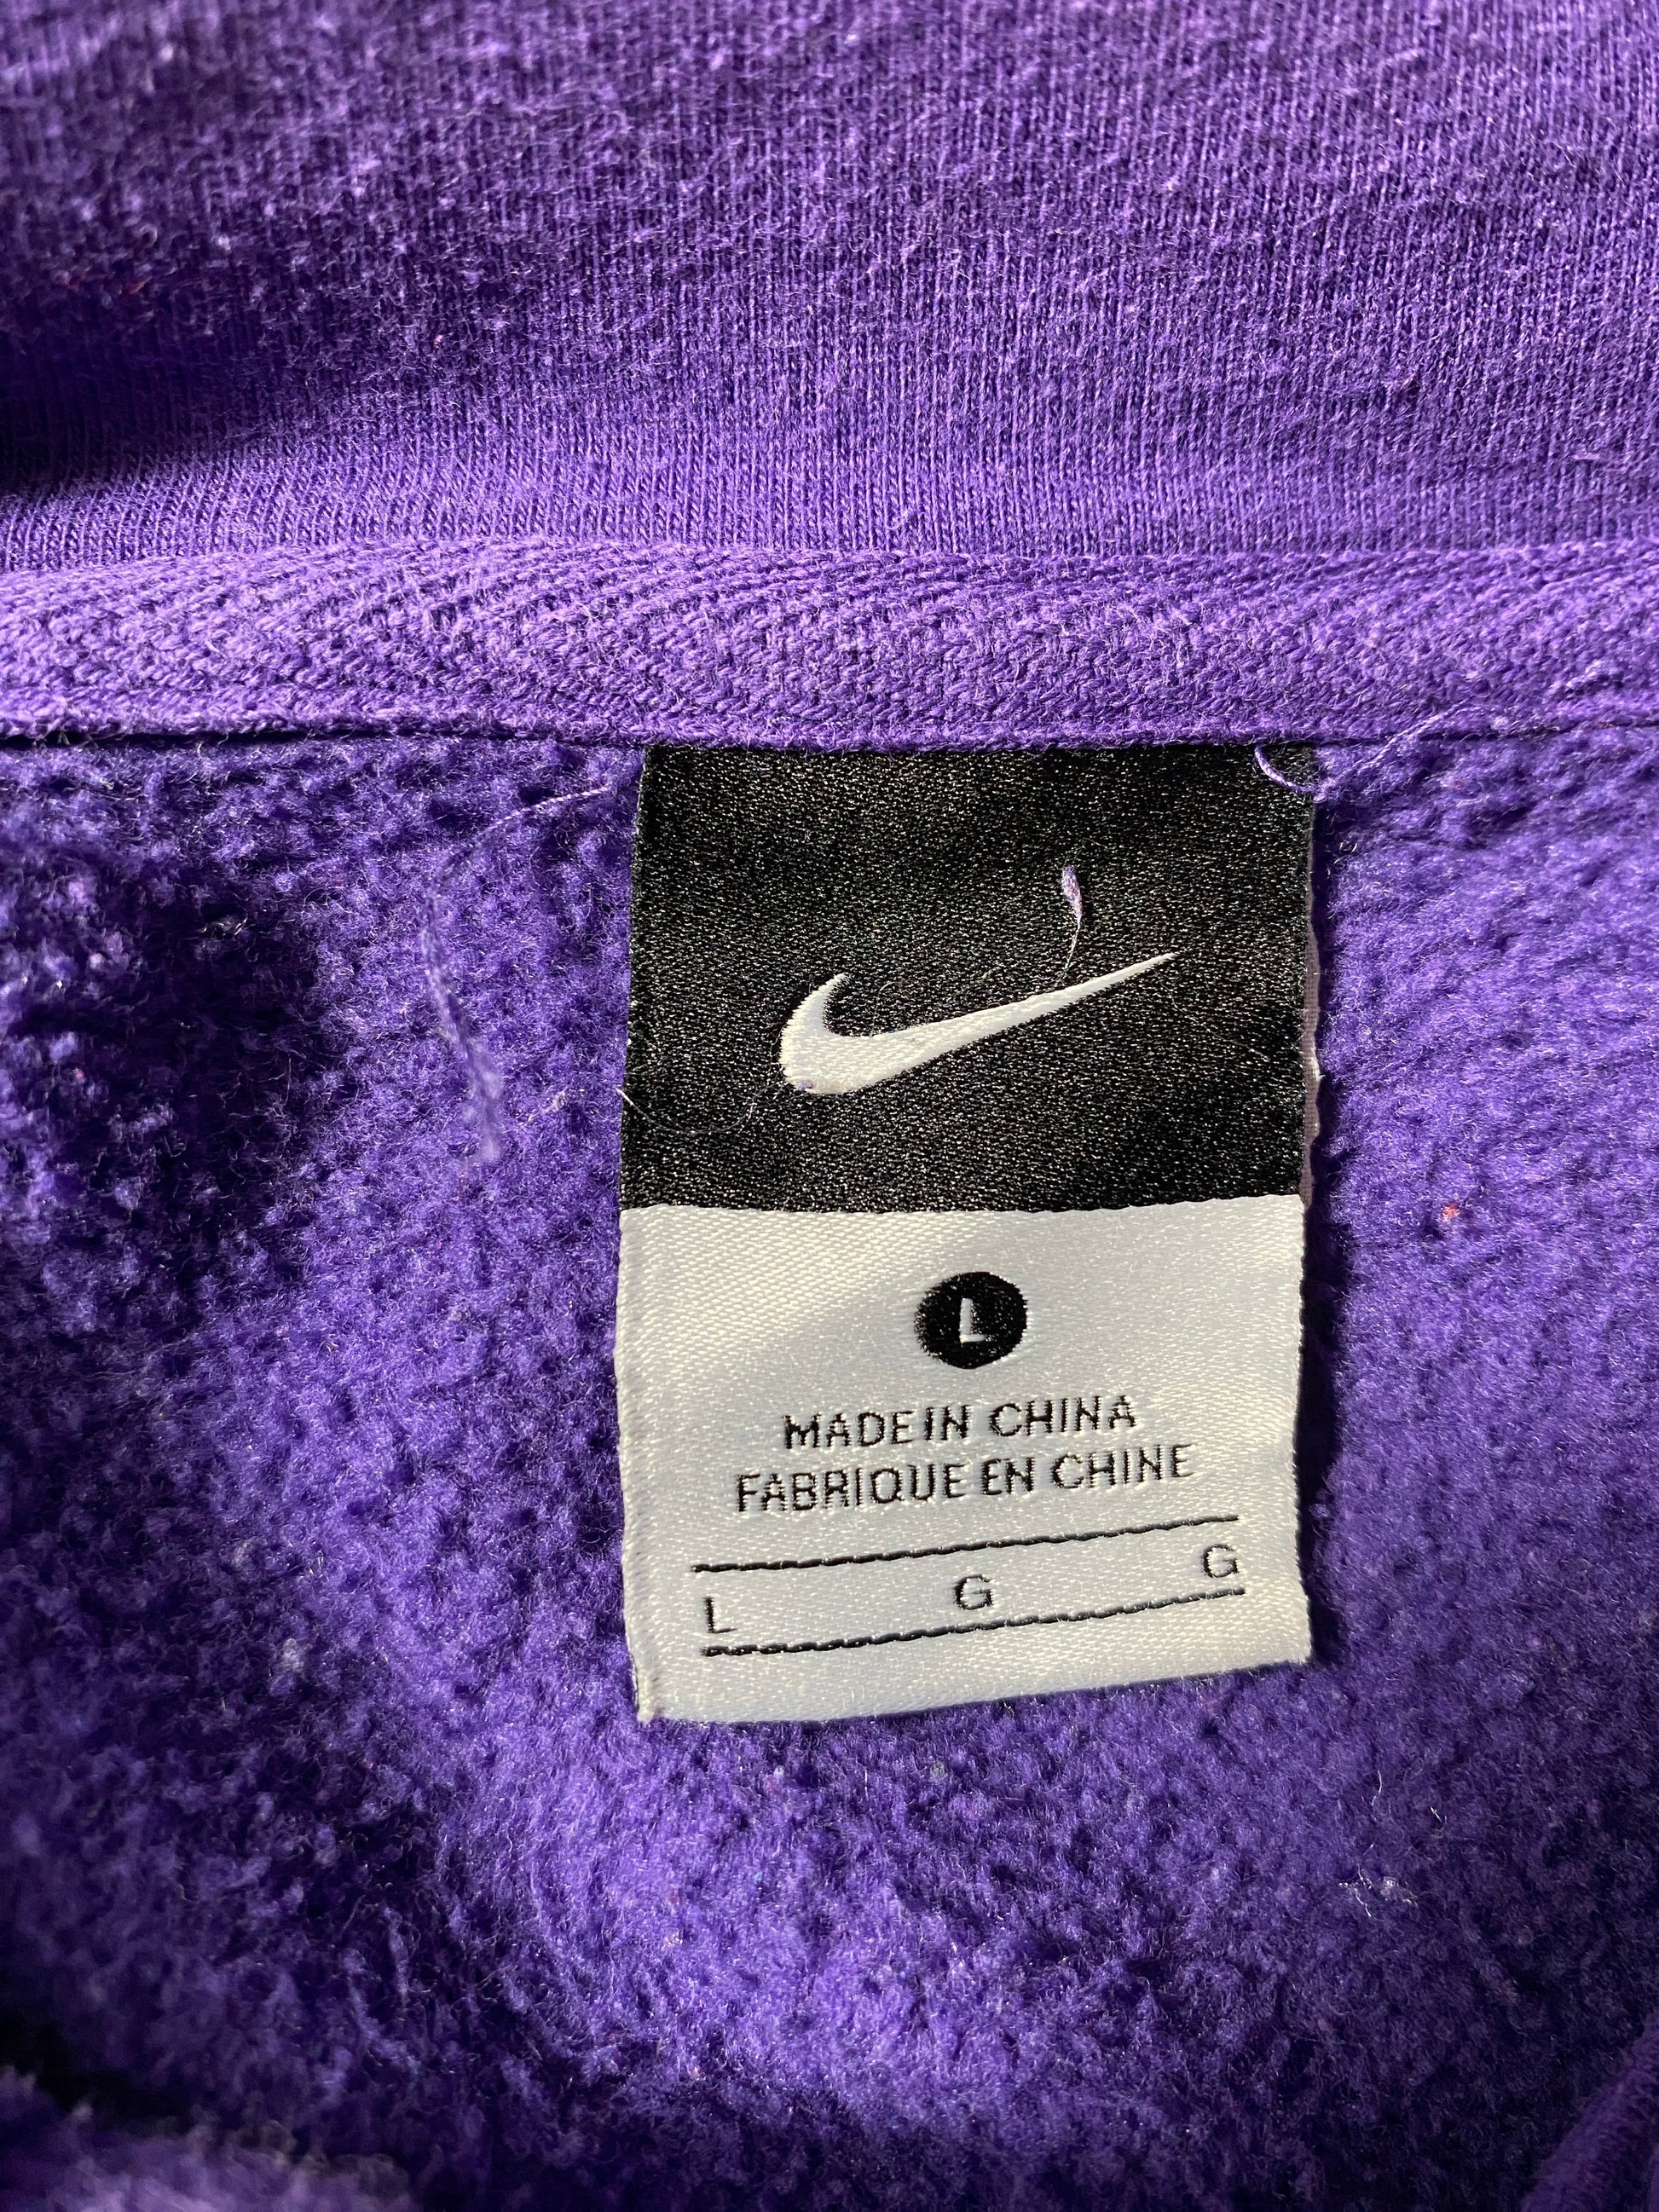 L
MADE IN CHINA
FABRIQUE EN CHINE
L G G